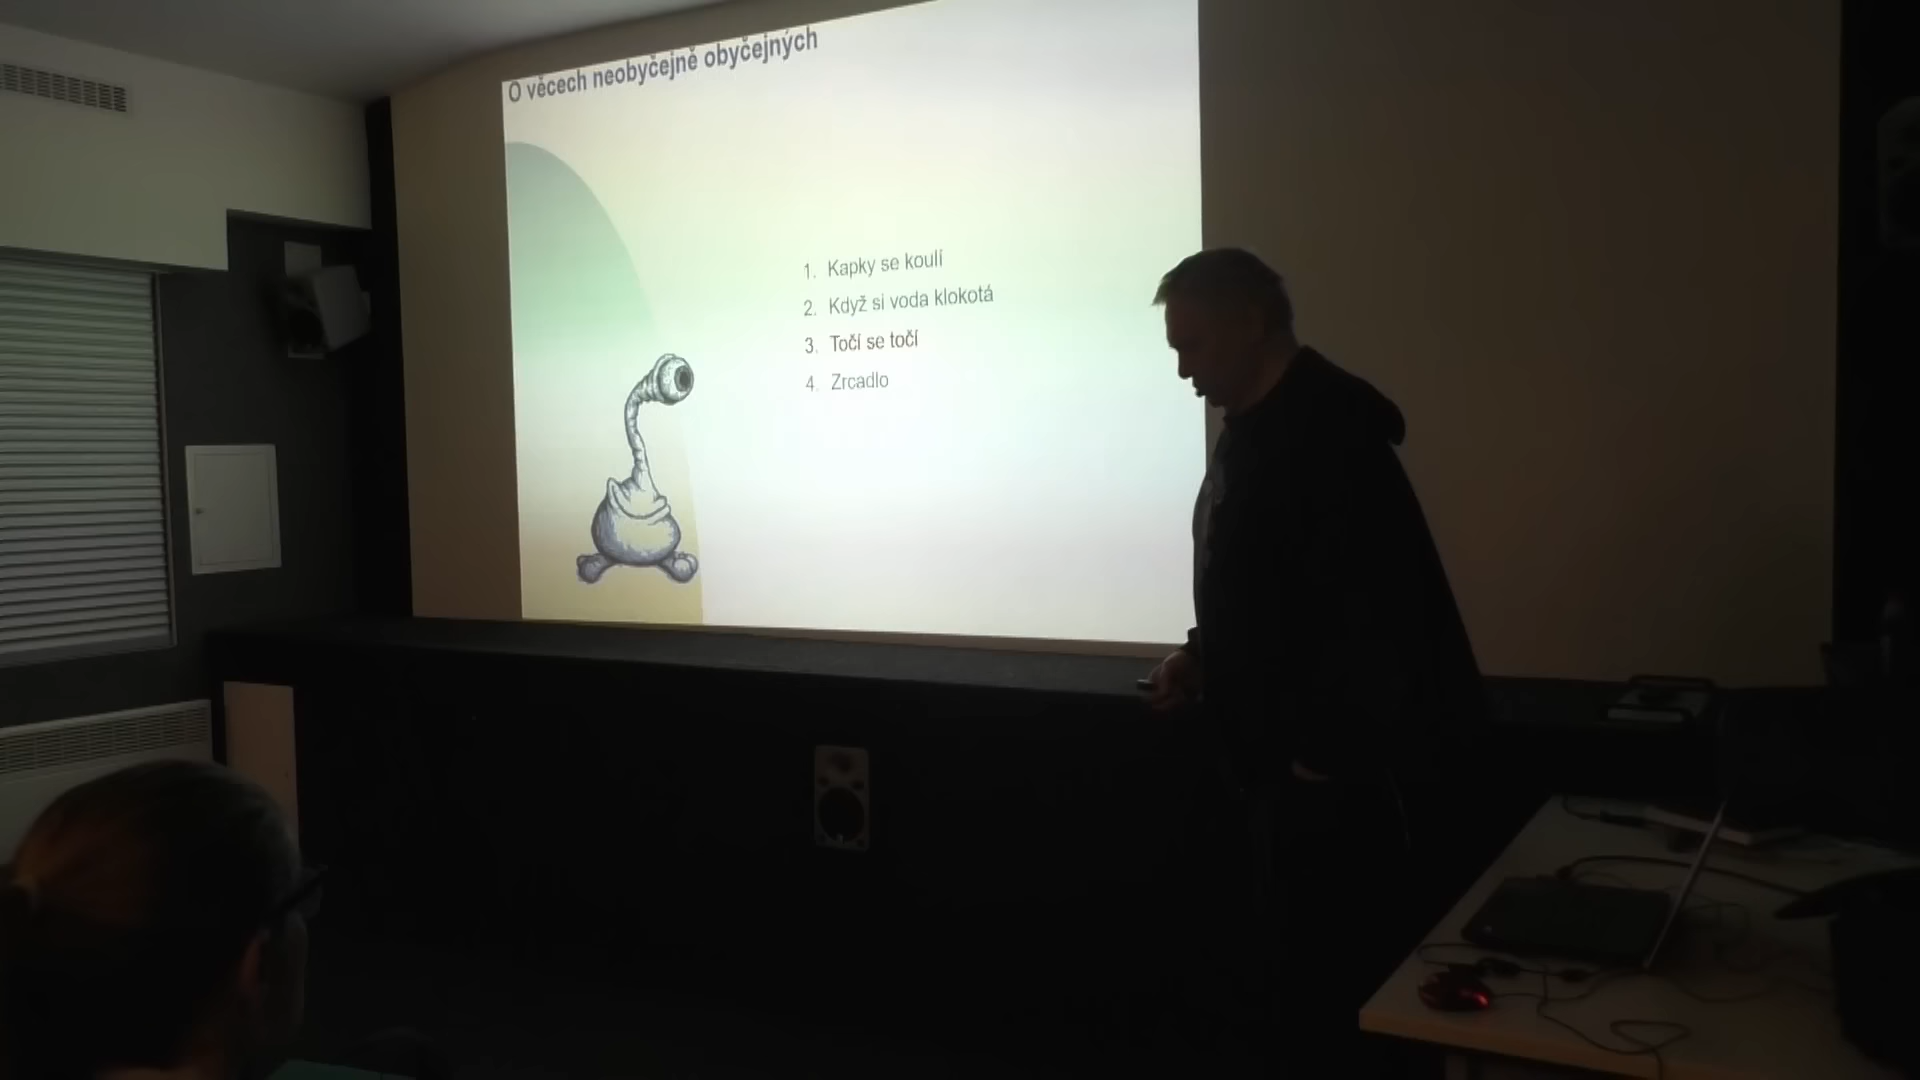 O věcech neobyčejně obyčejných
1. Kapky se koulí
2. Když si voda klokotá
3. Točí se točí
4. Zrcadlo